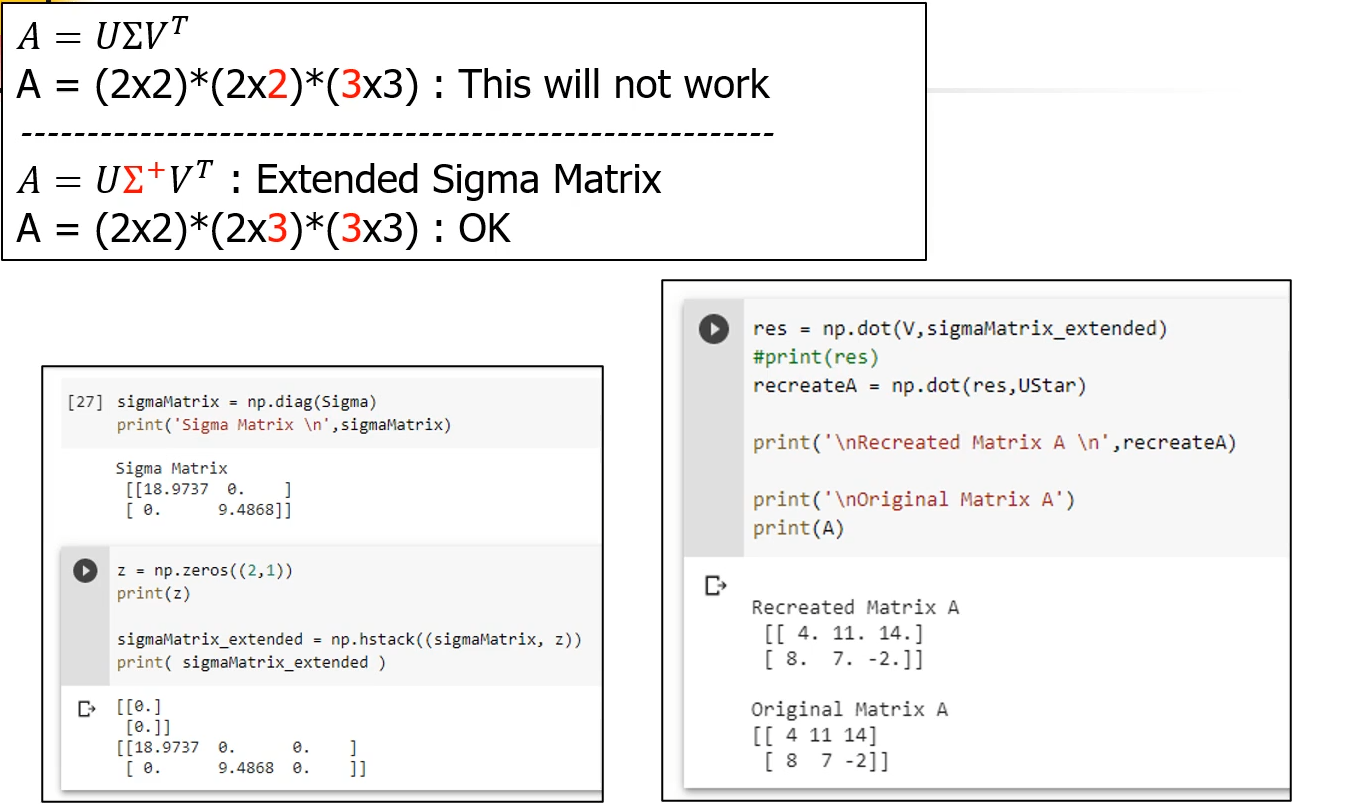 A = UΣV^T
A = (2x2)*(2x2)*(3x3) : This will not work
---------------------------------------------------------
A = UΣ⁺V^T : Extended Sigma Matrix
A = (2x2)*(2x3)*(3x3) : OK
[27] sigmaMatrix = np.diag(Sigma)
print('Sigma Matrix \n',sigmaMatrix)
Sigma Matrix
[[18.9737 0. ]
[ 0. 9.4868]]
z = np.zeros((2,1))
print(z)
sigmaMatrix_extended = np.hstack((sigmaMatrix, z))
print( sigmaMatrix_extended )
[[0.]
[0.]]
[[18.9737 0. 0. ]
[ 0. 9.4868 0. ]]
res = np.dot(V,sigmaMatrix_extended)
#print(res)
recreateA = np.dot(res,UStar)
print('\nRecreated Matrix A \n',recreateA)
print('\nOriginal Matrix A')
print(A)
Recreated Matrix A
[[ 4. 11. 14.]
[ 8. 7. -2.]]
Original Matrix A
[[ 4 11 14]
[ 8 7 -2]]